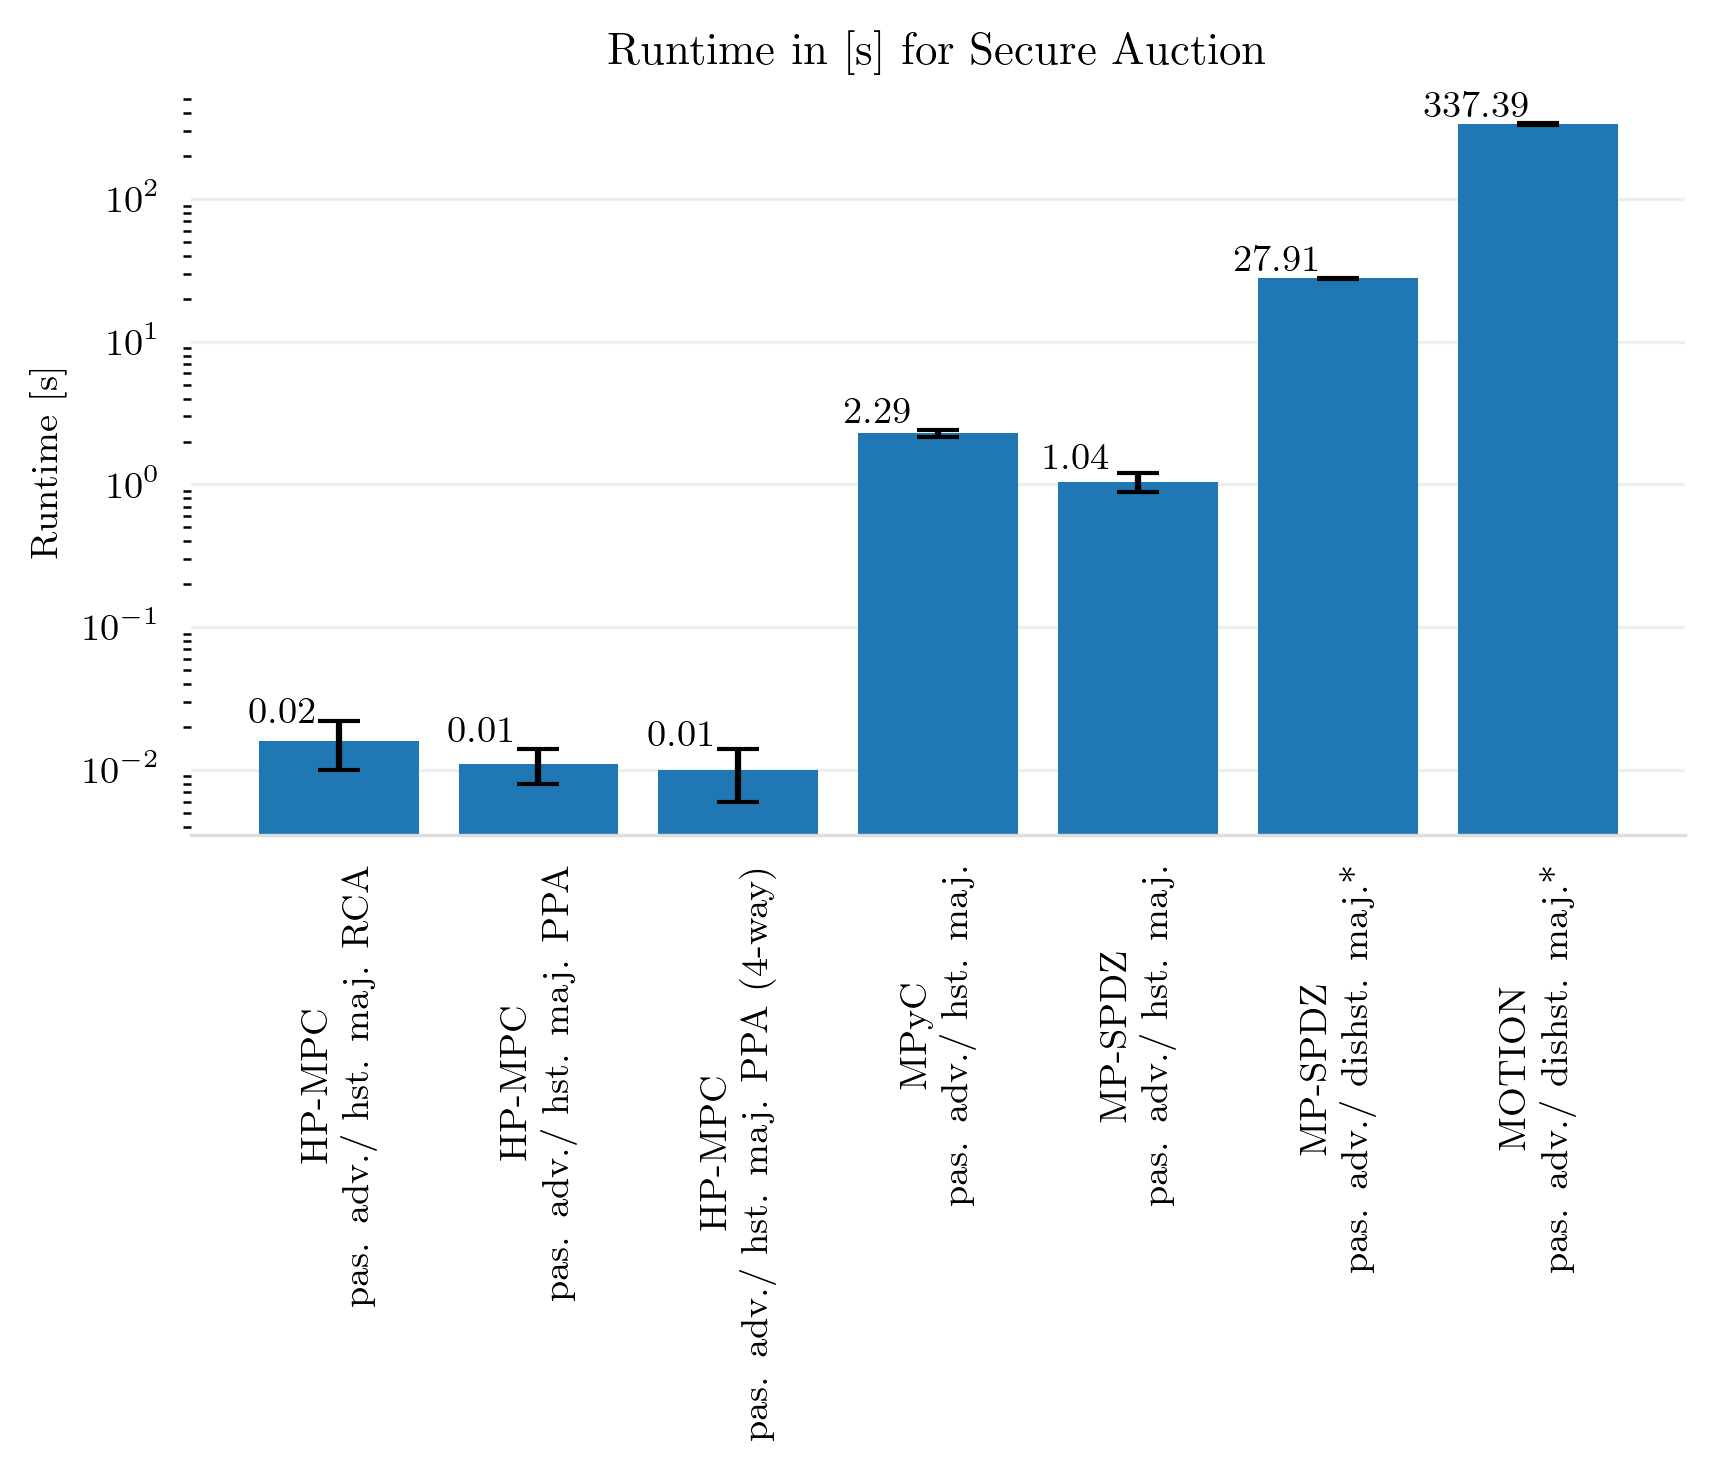 Runtime in [s] for Secure Auction
Runtime [s]
10²
10¹
10⁰
10⁻¹
10⁻²
0.02
0.01
0.01
2.29
1.04
27.91
337.39
HP-MPC
pas. adv./ hst. maj. RCA
HP-MPC
pas. adv./ hst. maj. PPA
HP-MPC
pas. adv./ hst. maj. PPA (4-way)
MPyC
pas. adv./ hst. maj.
MP-SPDZ
pas. adv./ hst. maj.
MP-SPDZ
pas. adv./ dishst. maj.*
MOTION
pas. adv./ dishst. maj.*